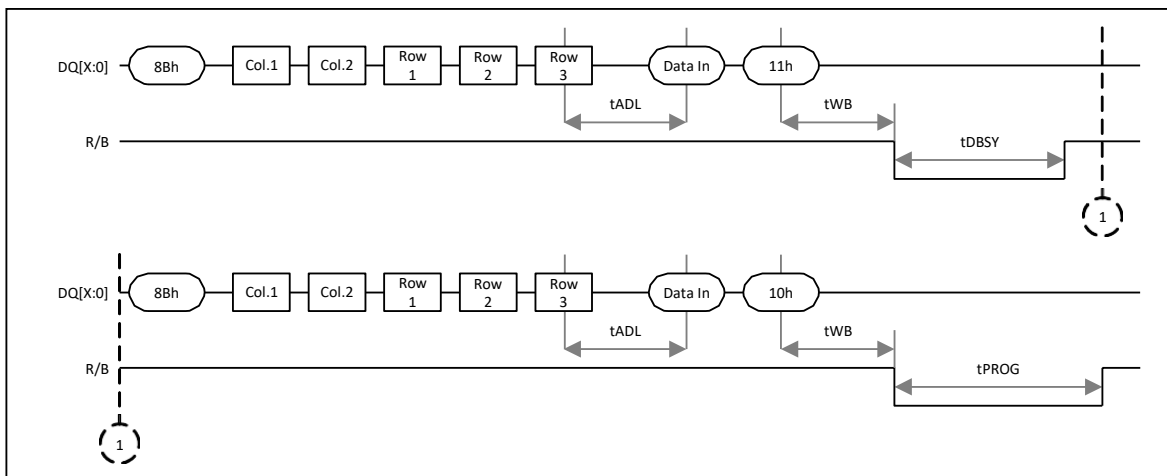 DQ[X:0] 8Bh Col.1 Col.2 Row 1 Row 2 Row 3 Data In 11h
tADL tWB
R/B tDBSY
1
DQ[X:0] 8Bh Col.1 Col.2 Row 1 Row 2 Row 3 Data In 10h
tADL tWB
R/B tPROG
1